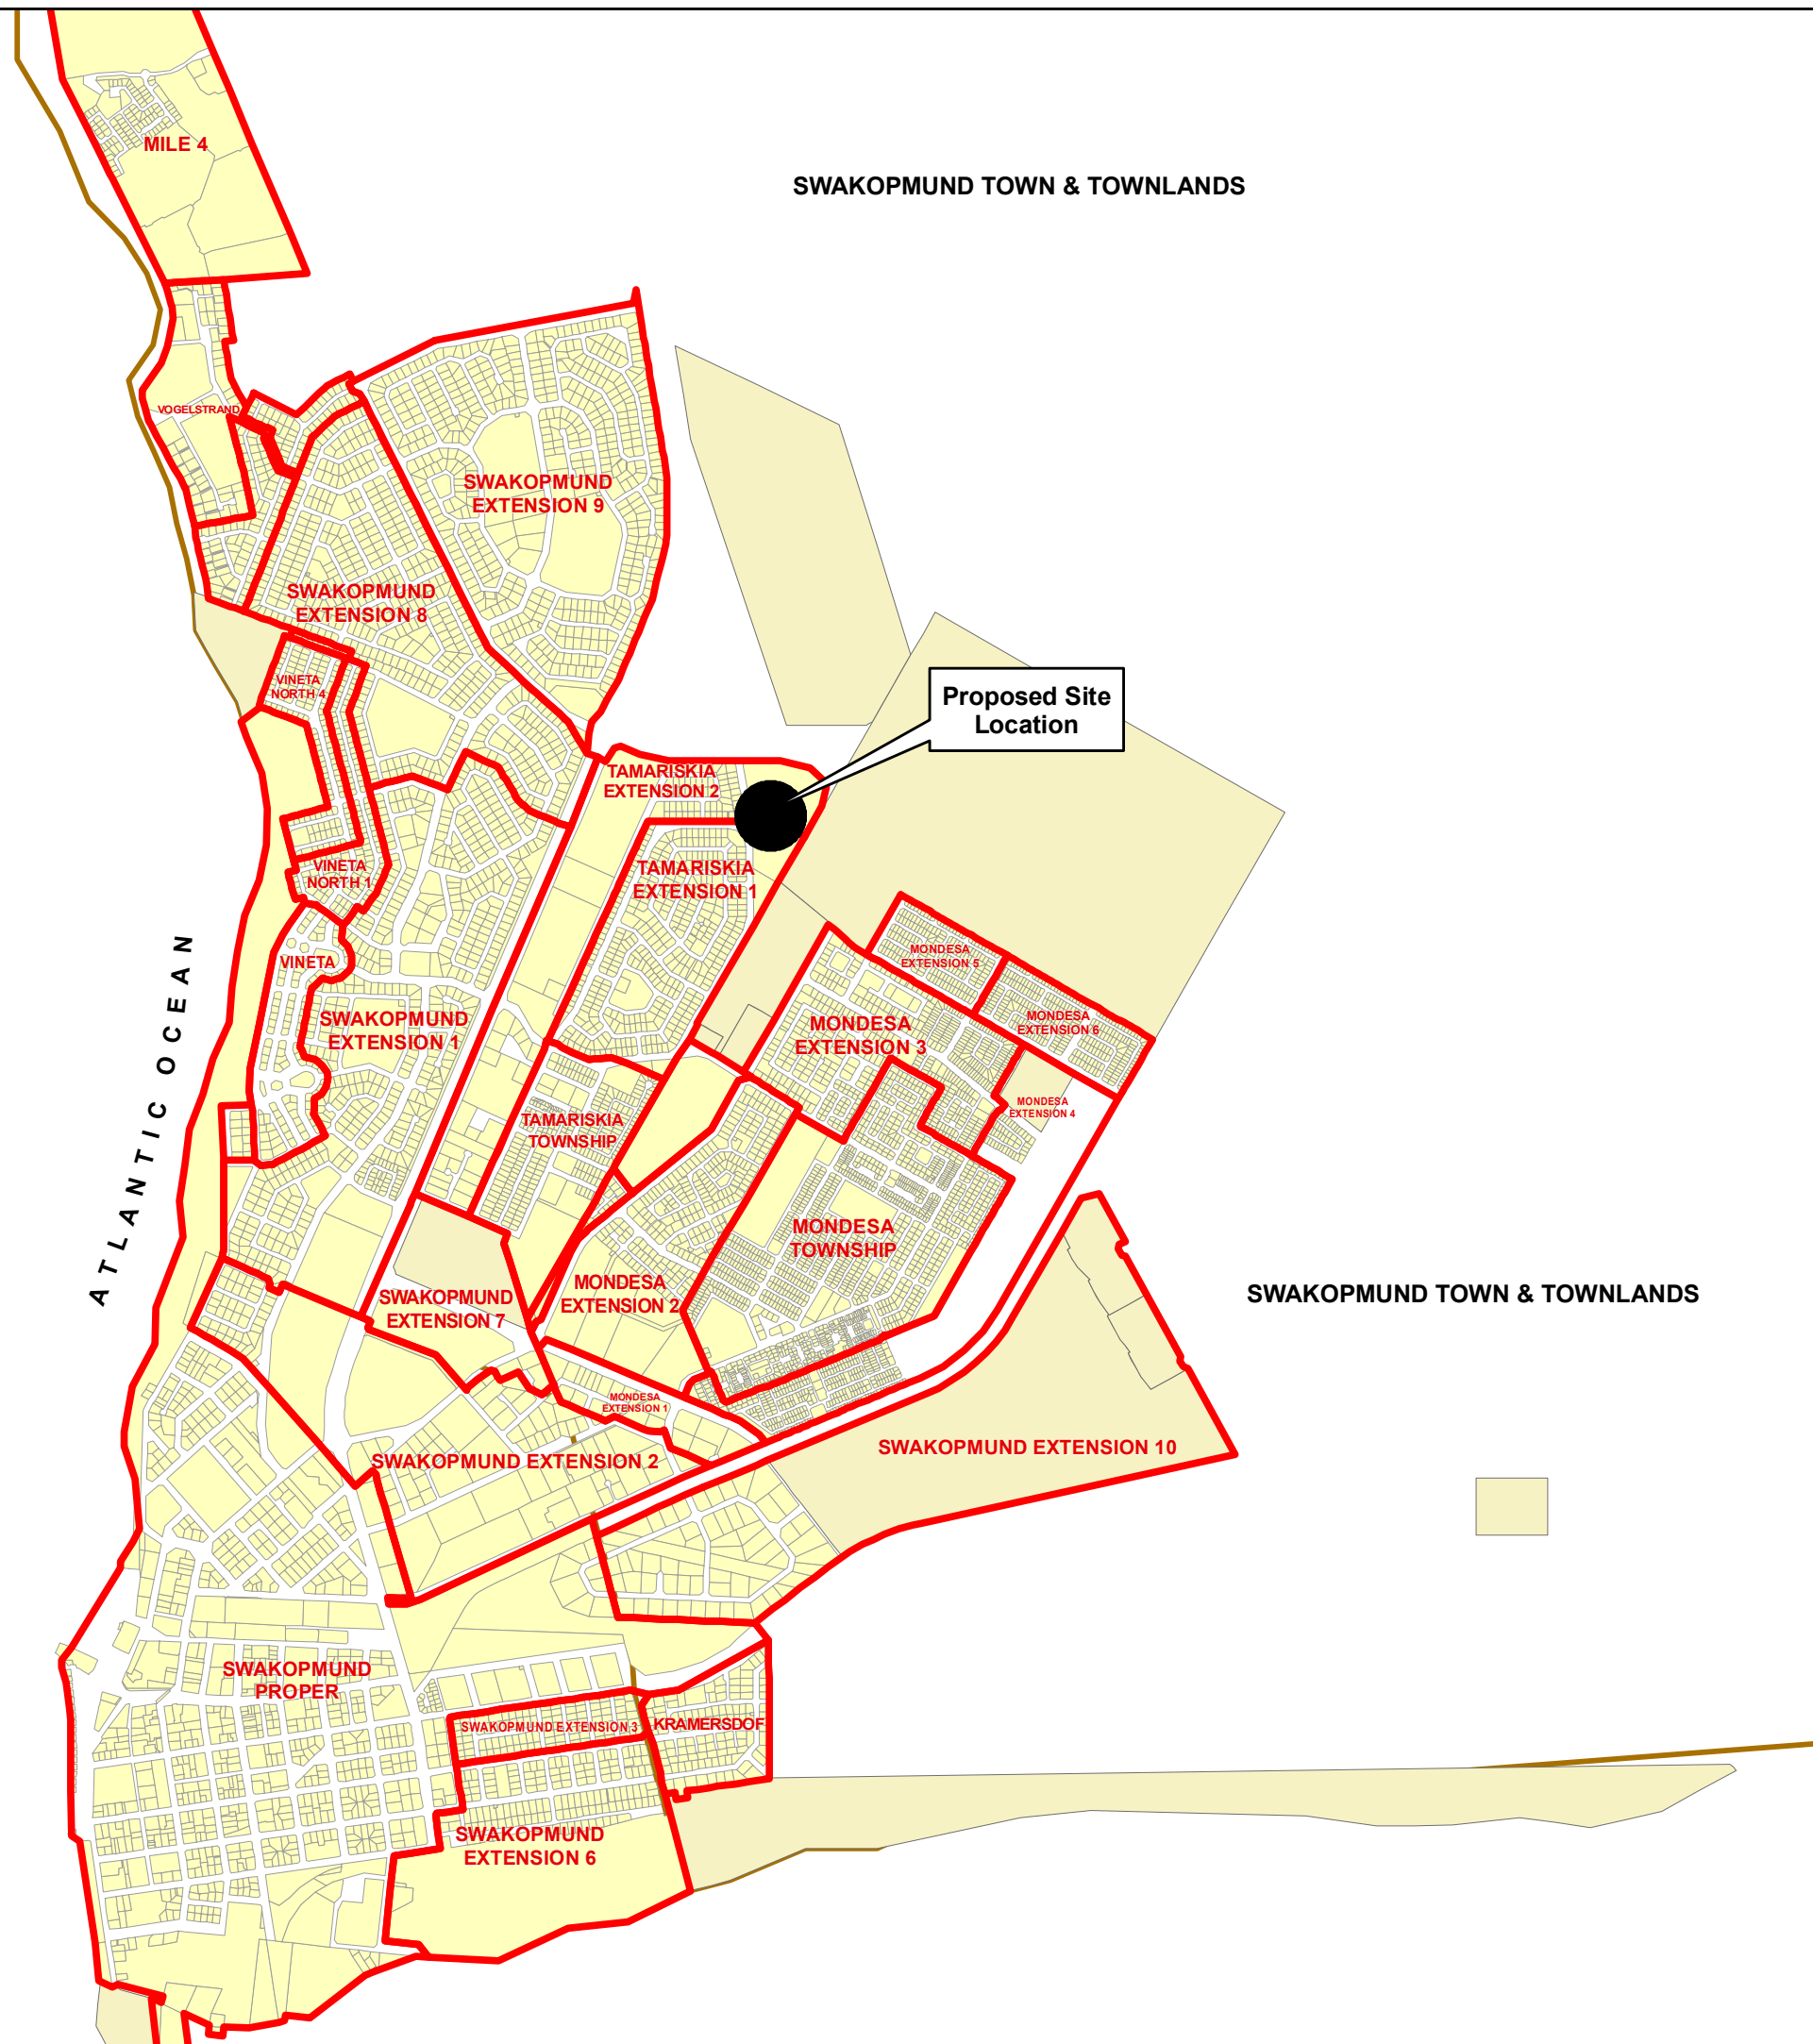 MILE 4
SWAKOPMUND TOWN & TOWNLANDS
VOGELSTRAND
SWAKOPMUND
EXTENSION 9
SWAKOPMUND
EXTENSION 8
VINETA
NORTH 4
Proposed Site
Location
TAMARISKIA
EXTENSION 2
VINETA
NORTH 1
TAMARISKIA
EXTENSION 1
ATLANTIC OCEAN
VINETA
SWAKOPMUND
EXTENSION 1
MONDESA
EXTENSION 5
MONDESA
EXTENSION 6
MONDESA
EXTENSION 3
MONDESA
EXTENSION 4
TAMARISKIA
TOWNSHIP
MONDESA
TOWNSHIP
SWAKOPMUND
EXTENSION 7
MONDESA
EXTENSION 2
SWAKOPMUND TOWN & TOWNLANDS
MONDESA
EXTENSION 1
SWAKOPMUND EXTENSION 2
SWAKOPMUND EXTENSION 10
SWAKOPMUND
PROPER
SWAKOPMUND EXTENSION 3
KRAMERSDOF
SWAKOPMUND
EXTENSION 6